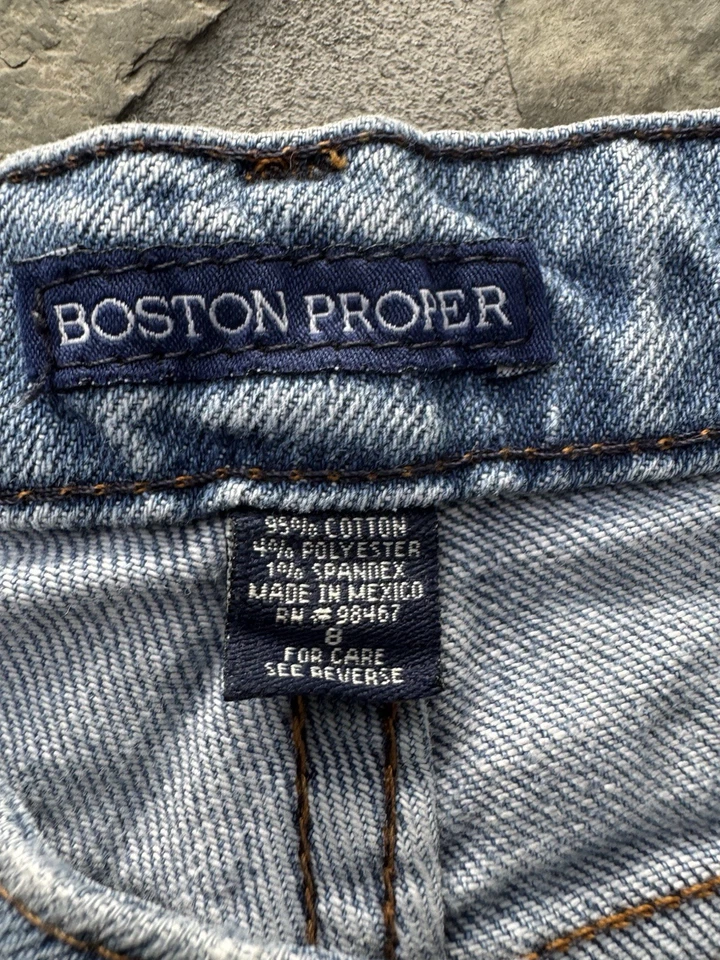 BOSTON PROPER
95% COTTON
4% POLYESTER
1% SPANDEX
MADE IN MEXICO
RN # 98467
8
FOR CARE
SEE REVERSE